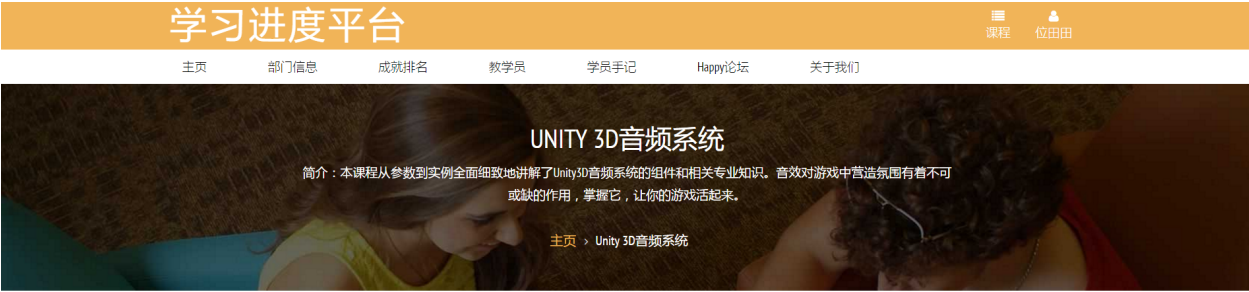 学习进度平台
课程
位田田
主页
部门信息
成就排名
教学员
学员手记
Happy论坛
关于我们
UNITY 3D音频系统
简介：本课程从参数到实例全面细致地讲解了Unity3D音频系统的组件和相关专业知识。音效对游戏中营造氛围有着不可
或缺的作用，掌握它，让你的游戏活起来。
主页 › Unity 3D音频系统